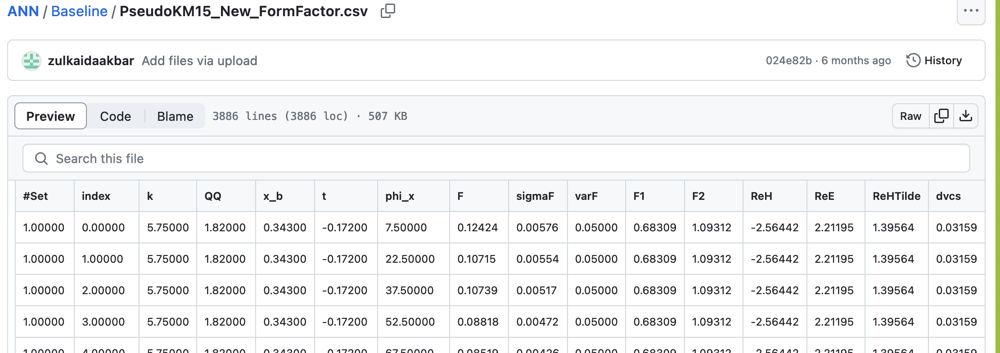 ANN / Baseline / PseudoKM15_New_FormFactor.csv
zulkaidaakbar Add files via upload 024e82b · 6 months ago History
Preview Code Blame 3886 lines (3886 loc) · 507 KB Raw
Search this file
#Set index k QQ x_b t phi_x F sigmaF varF F1 F2 ReH ReE ReHTilde dvcs
1.00000 0.00000 5.75000 1.82000 0.34300 -0.17200 7.50000 0.12424 0.00576 0.05000 0.68309 1.09312 -2.56442 2.21195 1.39564 0.03159
1.00000 1.00000 5.75000 1.82000 0.34300 -0.17200 22.50000 0.10715 0.00554 0.05000 0.68309 1.09312 -2.56442 2.21195 1.39564 0.03159
1.00000 2.00000 5.75000 1.82000 0.34300 -0.17200 37.50000 0.10739 0.00517 0.05000 0.68309 1.09312 -2.56442 2.21195 1.39564 0.03159
1.00000 3.00000 5.75000 1.82000 0.34300 -0.17200 52.50000 0.08818 0.00472 0.05000 0.68309 1.09312 -2.56442 2.21195 1.39564 0.03159
1.00000 4.00000 5.75000 1.82000 0.34300 -0.17200 67.50000 0.08519 0.00426 0.05000 0.68309 1.09312 -2.56442 2.21195 1.39564 0.03159